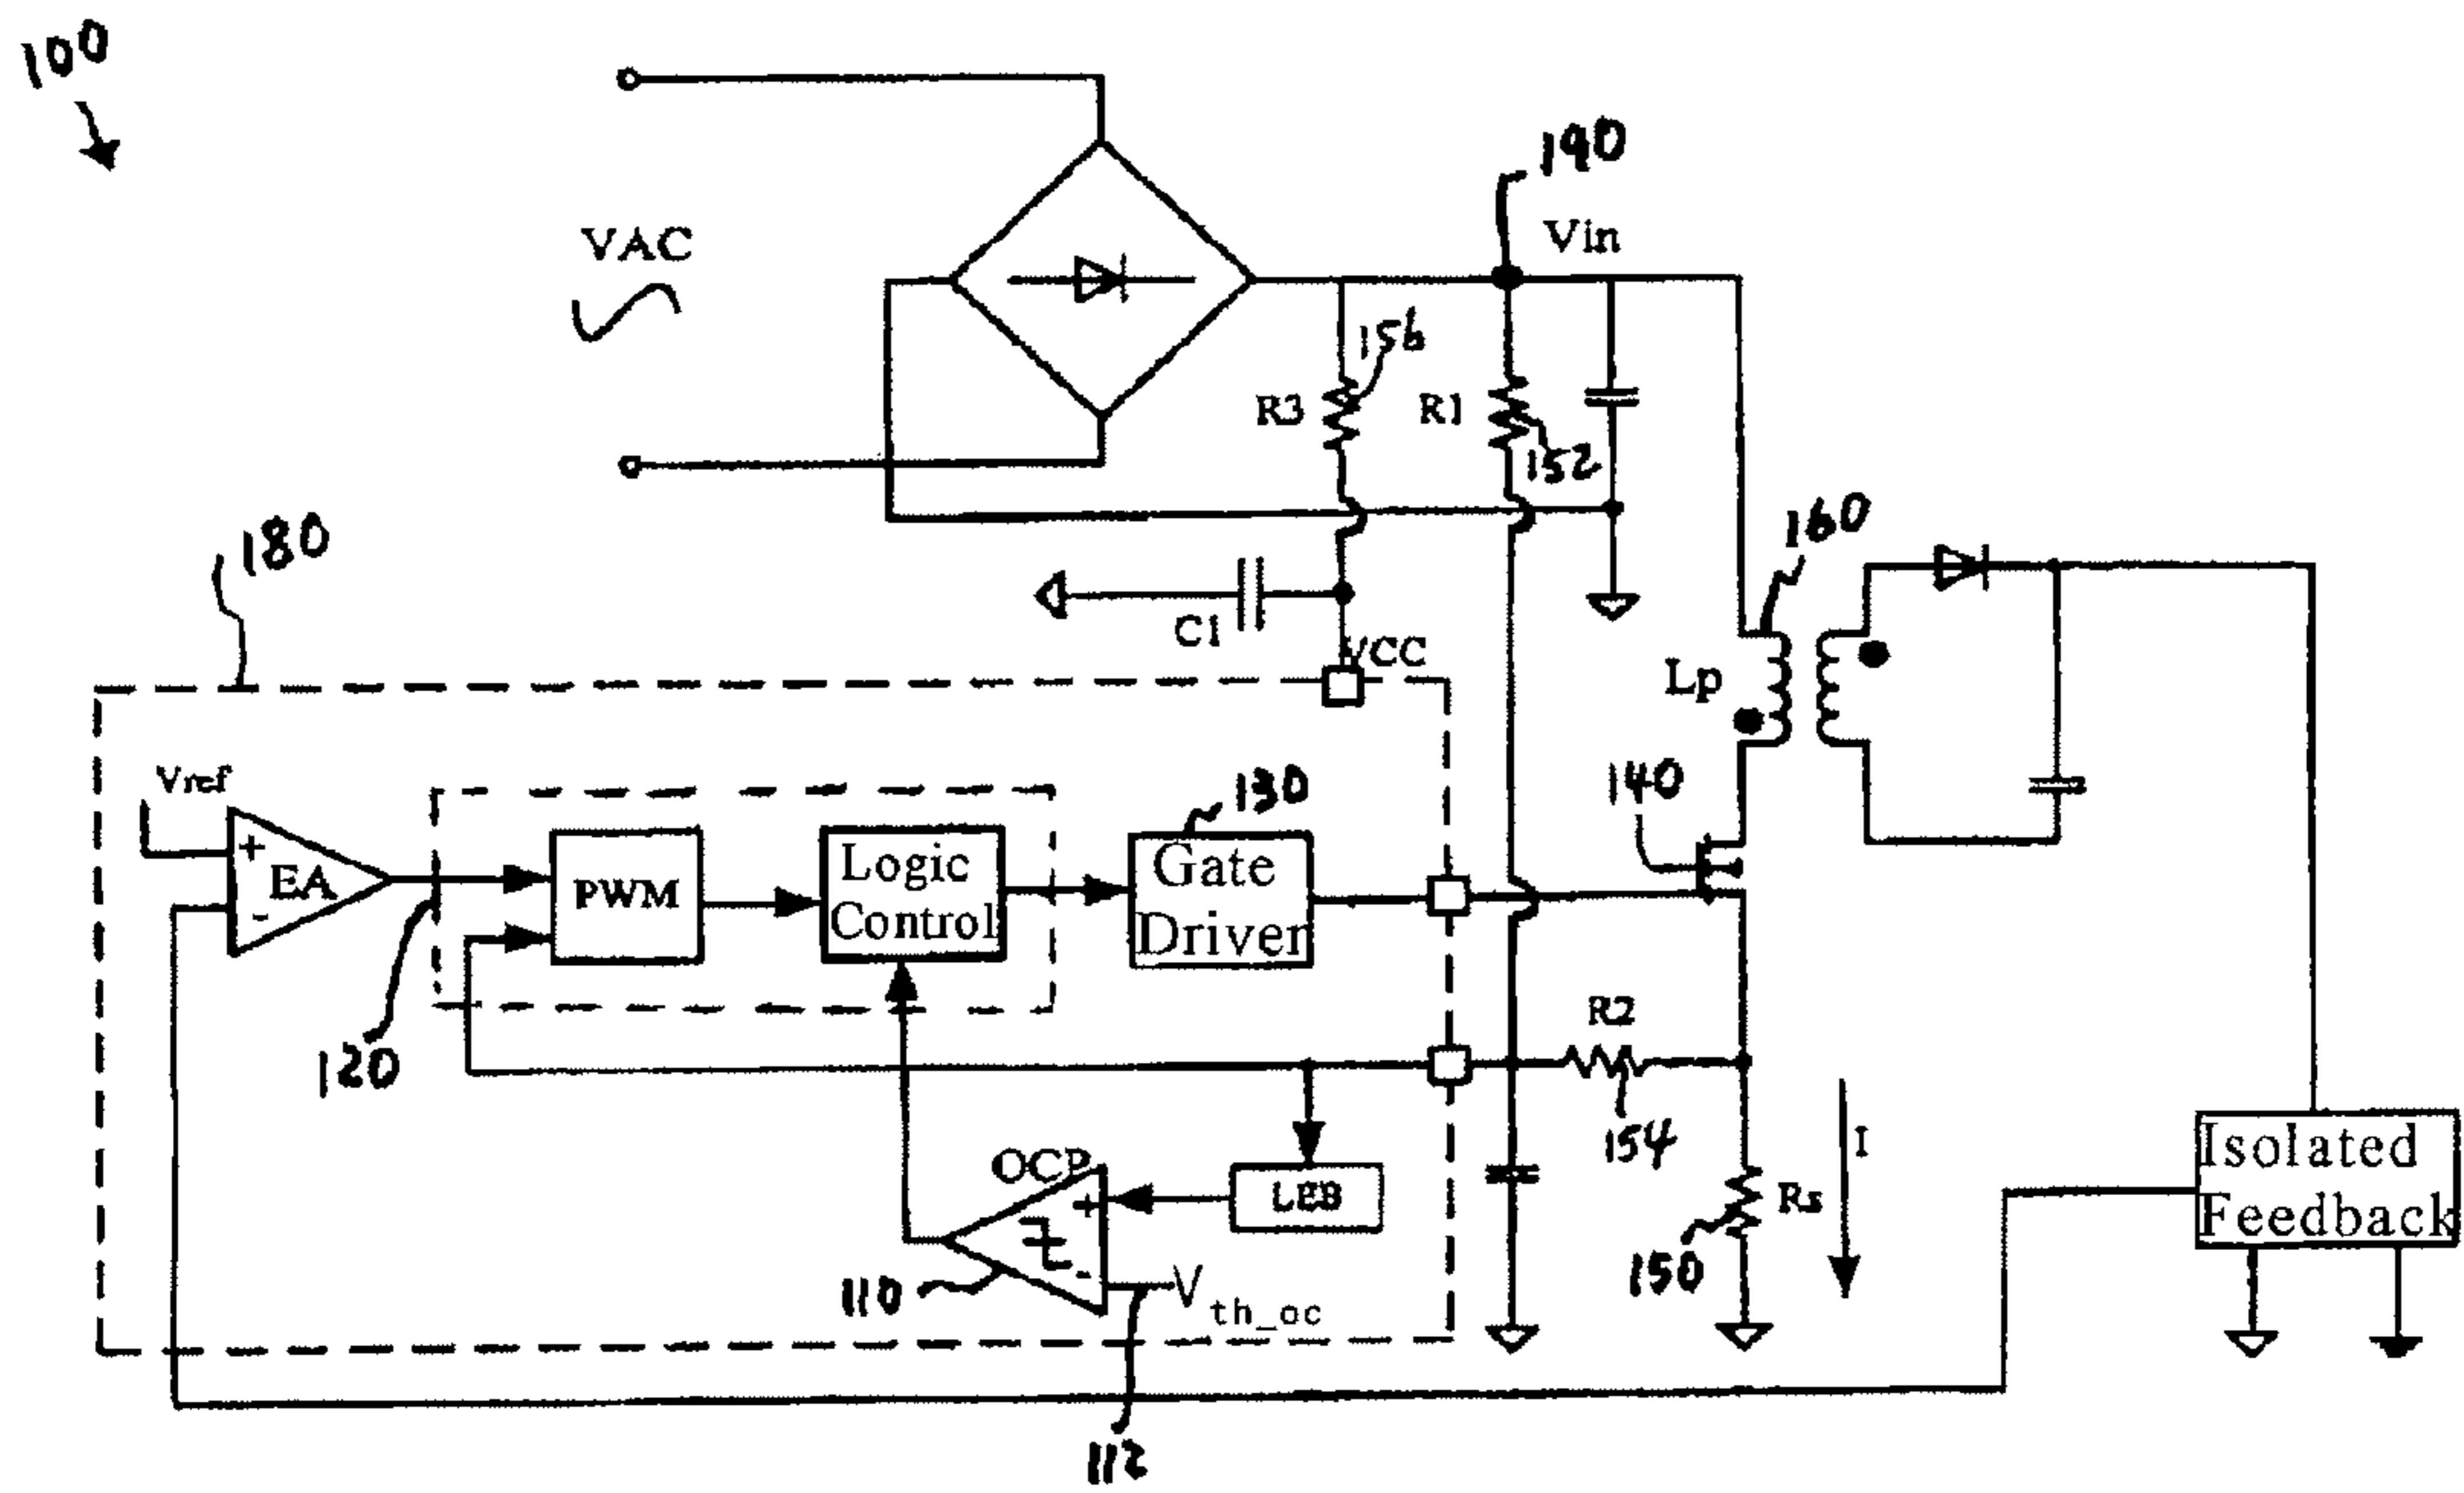 100
190
Vin
VAC
156
R3
R1
152
180
160
C1
VCC
Lp
Vref
130
140
+
EA
-
PWM
Logic
Control
Gate
Driver
R2
120
154
I
OCP
+
LEB
Rs
Isolated
Feedback
-
110
V th_oc
150
112